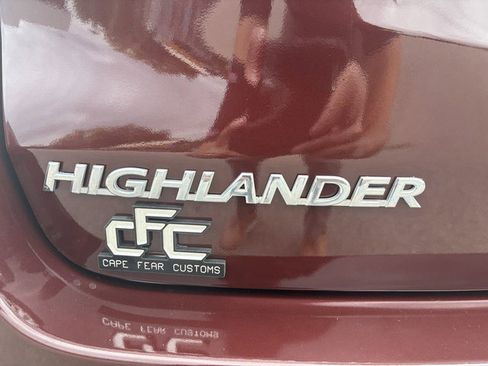 HIGHLANDER
CFC
CAPE FEAR CUSTOMS